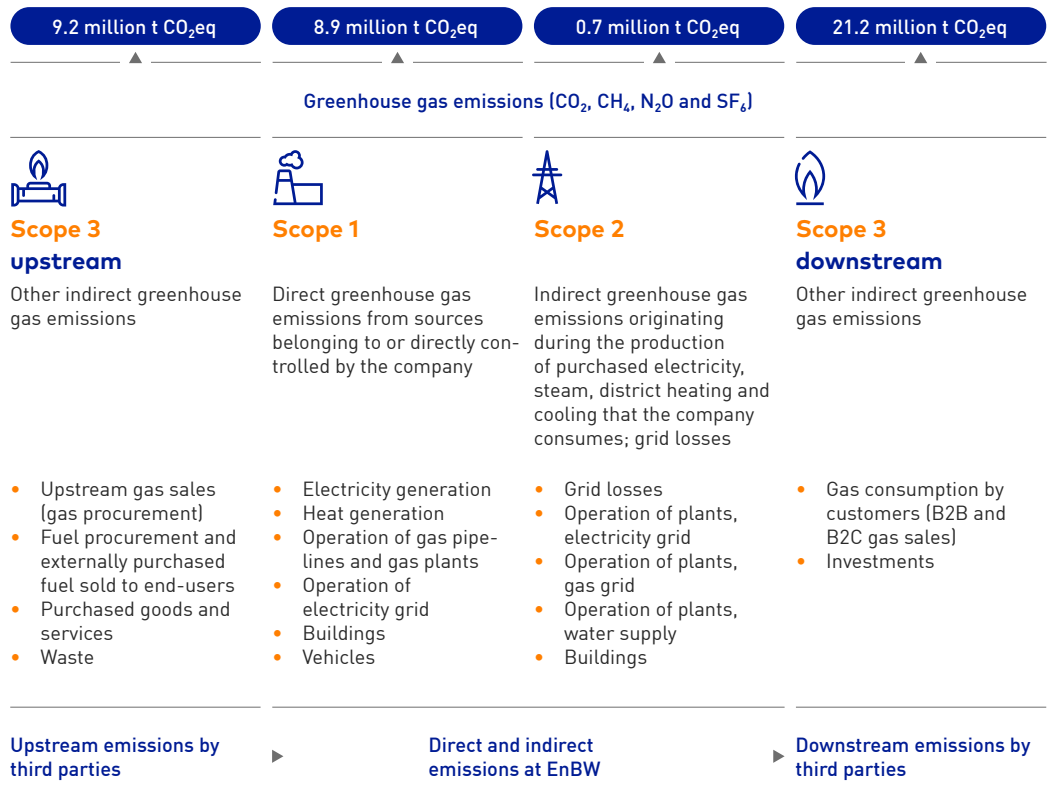 9.2 million t CO₂eq
8.9 million t CO₂eq
0.7 million t CO₂eq
21.2 million t CO₂eq
Greenhouse gas emissions (CO₂, CH₄, N₂O and SF₆)
Scope 3
upstream
Other indirect greenhouse
gas emissions
• Upstream gas sales
(gas procurement)
• Fuel procurement and
externally purchased
fuel sold to end-users
• Purchased goods and
services
• Waste
Scope 1
Direct greenhouse gas
emissions from sources
belonging to or directly con-
trolled by the company
• Electricity generation
• Heat generation
• Operation of gas pipe-
lines and gas plants
• Operation of
electricity grid
• Buildings
• Vehicles
Scope 2
Indirect greenhouse gas
emissions originating
during the production
of purchased electricity,
steam, district heating and
cooling that the company
consumes; grid losses
• Grid losses
• Operation of plants,
electricity grid
• Operation of plants,
gas grid
• Operation of plants,
water supply
• Buildings
Scope 3
downstream
Other indirect greenhouse
gas emissions
• Gas consumption by
customers (B2B and
B2C gas sales)
• Investments
Upstream emissions by
third parties
Direct and indirect
emissions at EnBW
Downstream emissions by
third parties